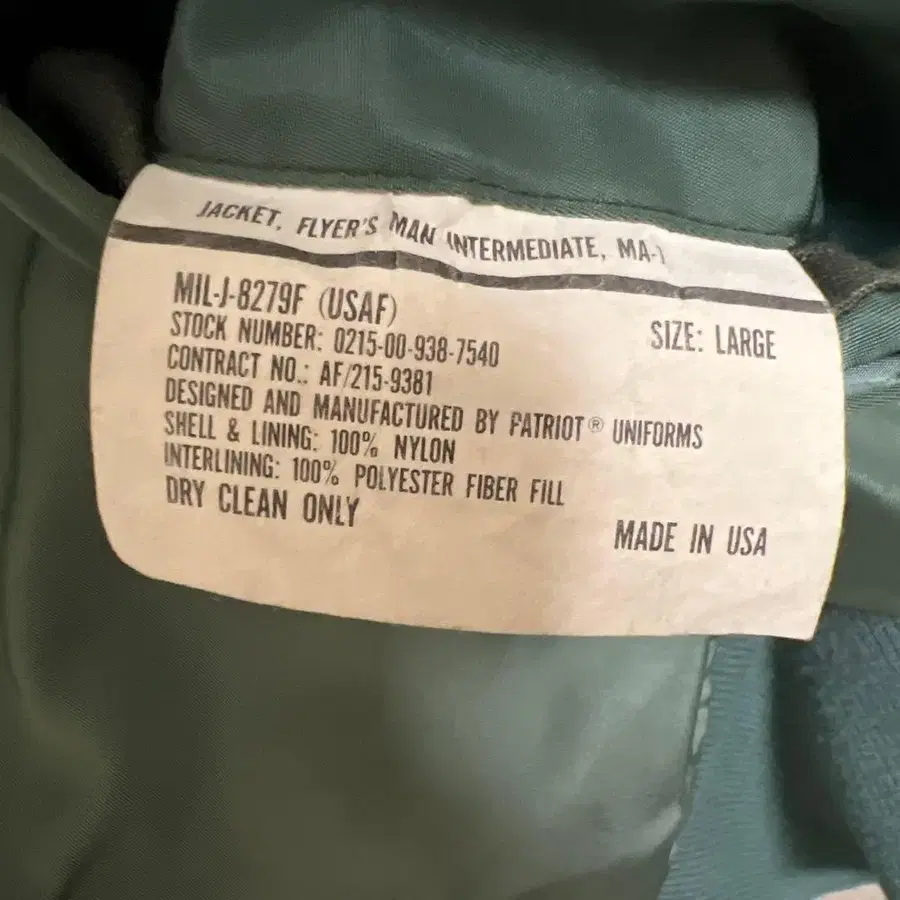 JACKET, FLYER'S MAN INTERMEDIATE, MA-1
MIL-J-8279F (USAF)
SIZE: LARGE
STOCK NUMBER: 0215-00-938-7540
CONTRACT NO.: AF/215-9381
DESIGNED AND MANUFACTURED BY PATRIOT® UNIFORMS
SHELL & LINING: 100% NYLON
INTERLINING: 100% POLYESTER FIBER FILL
DRY CLEAN ONLY
MADE IN USA